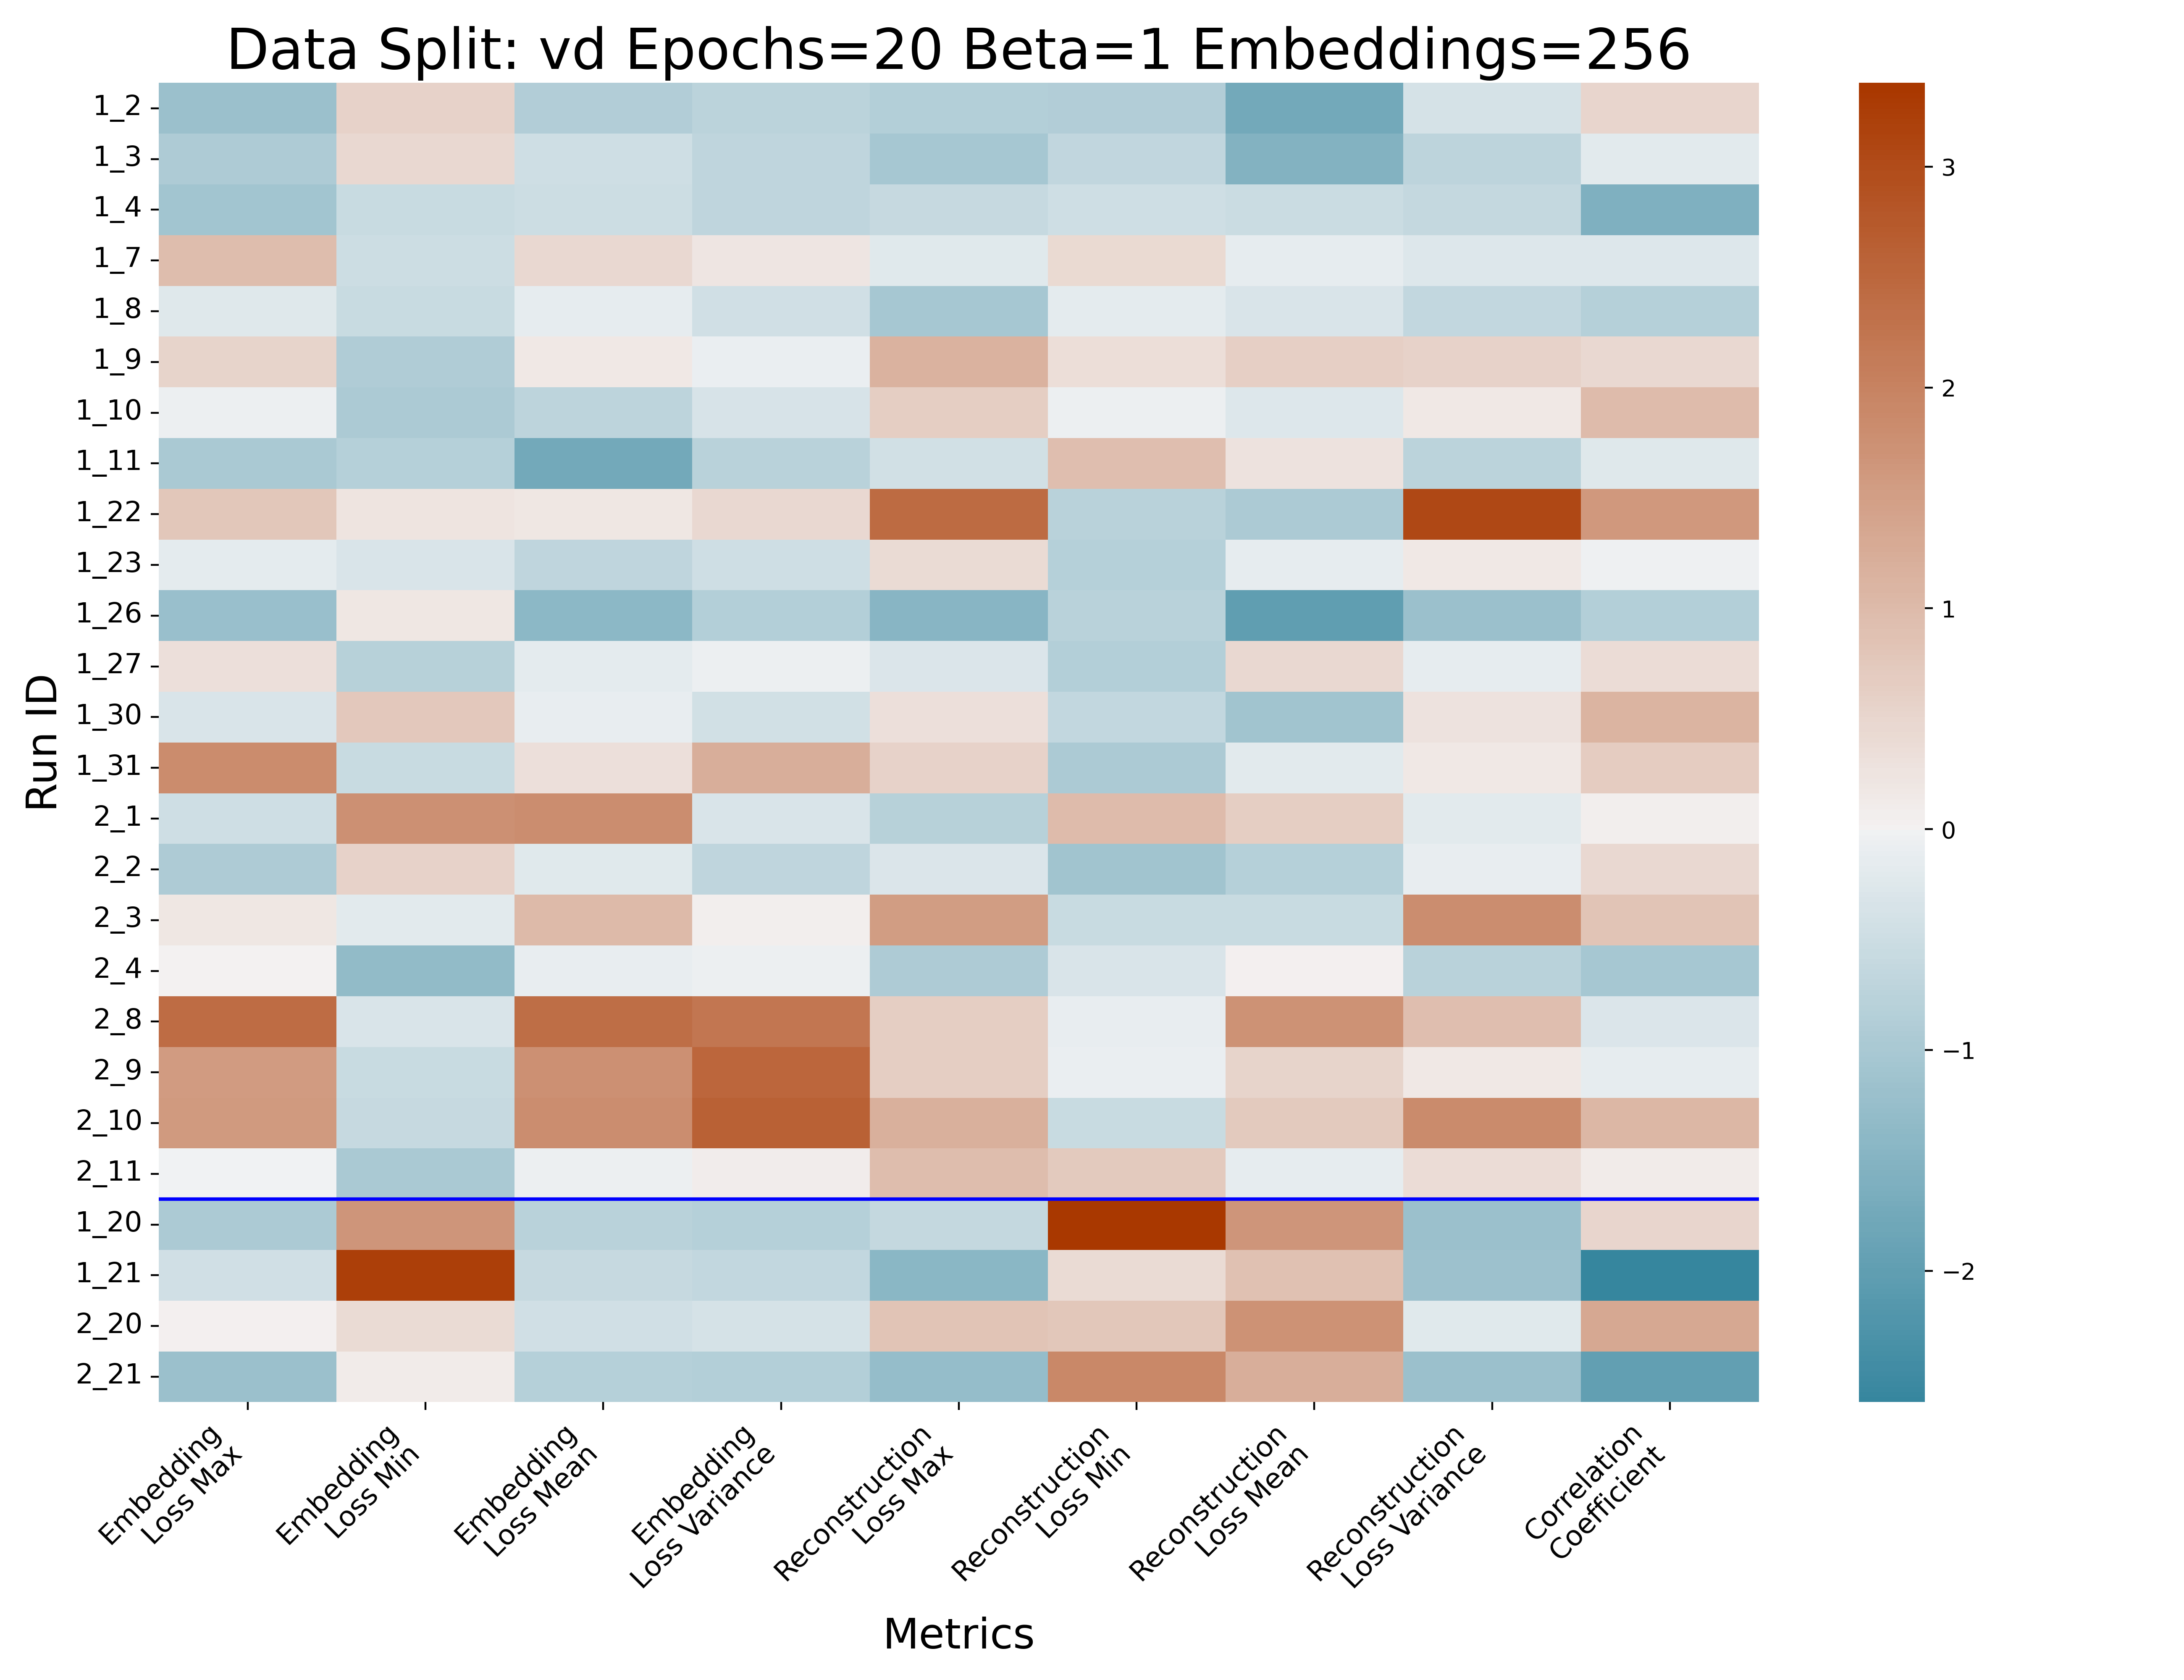 Data Split: vd Epochs=20 Beta=1 Embeddings=256
Run ID
1_2
1_3
1_4
1_7
1_8
1_9
1_10
1_11
1_22
1_23
1_26
1_27
1_30
1_31
2_1
2_2
2_3
2_4
2_8
2_9
2_10
2_11
1_20
1_21
2_20
2_21
Embedding
Loss Max
Embedding
Loss Min
Embedding
Loss Mean
Embedding
Loss Variance
Reconstruction
Loss Max
Reconstruction
Loss Min
Reconstruction
Loss Mean
Reconstruction
Loss Variance
Correlation
Coefficient
Metrics
3
2
1
0
−1
−2